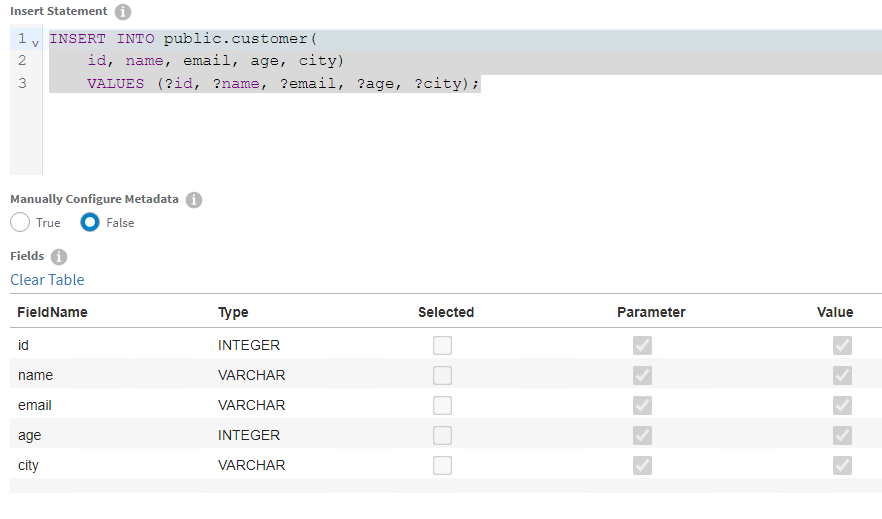 Insert Statement i
1 v INSERT INTO public.customer(
2 id, name, email, age, city)
3 VALUES (?id, ?name, ?email, ?age, ?city);
Manually Configure Metadata i
True False
Fields i
Clear Table
FieldName Type Selected Parameter Value
id INTEGER
name VARCHAR
email VARCHAR
age INTEGER
city VARCHAR